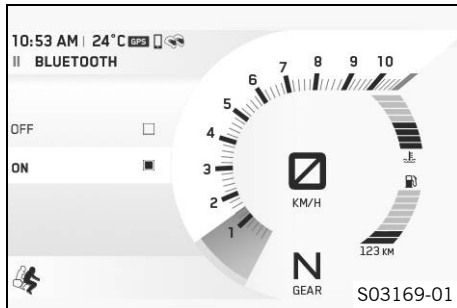 10:53 AM | 24°C GPS
BLUETOOTH
OFF
ON
1
2
3
4
5
6
7
8
9
10
0
KM/H
N
GEAR
123 KM
S03169-01